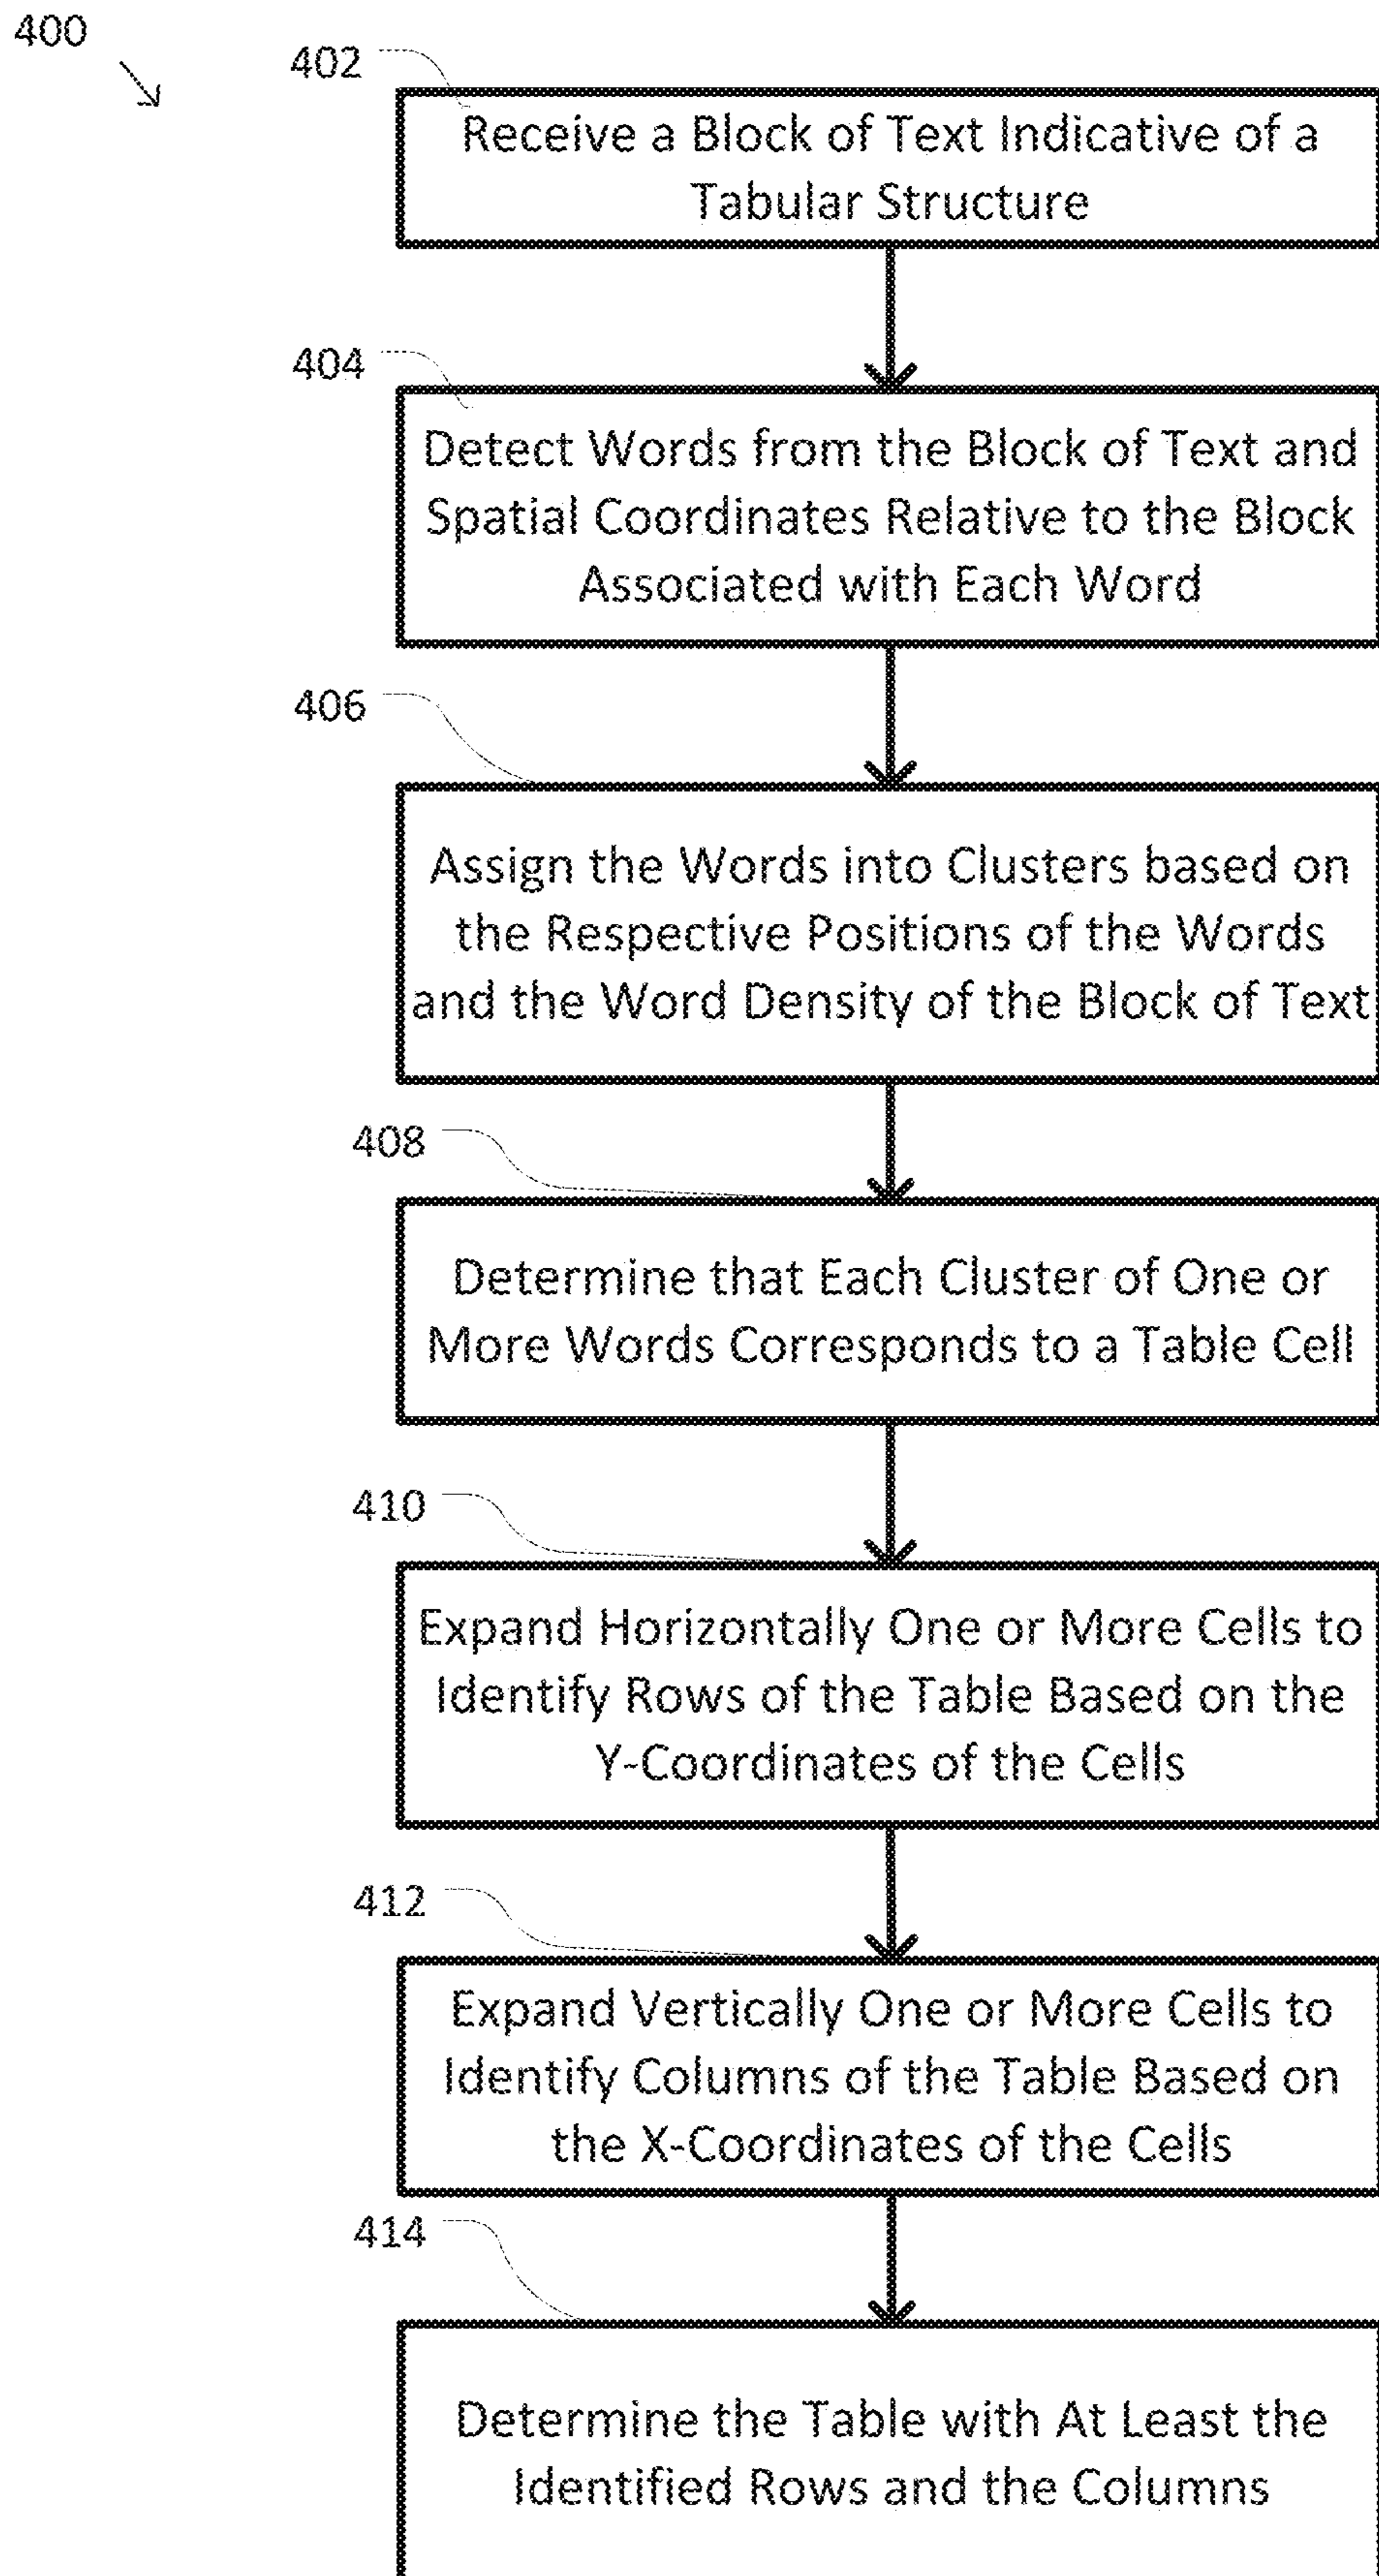 400
402
Receive a Block of Text Indicative of a
Tabular Structure
404
Detect Words from the Block of Text and
Spatial Coordinates Relative to the Block
Associated with Each Word
406
Assign the Words into Clusters based on
the Respective Positions of the Words
and the Word Density of the Block of Text
408
Determine that Each Cluster of One or
More Words Corresponds to a Table Cell
410
Expand Horizontally One or More Cells to
Identify Rows of the Table Based on the
Y-Coordinates of the Cells
412
Expand Vertically One or More Cells to
Identify Columns of the Table Based on
the X-Coordinates of the Cells
414
Determine the Table with At Least the
Identified Rows and the Columns